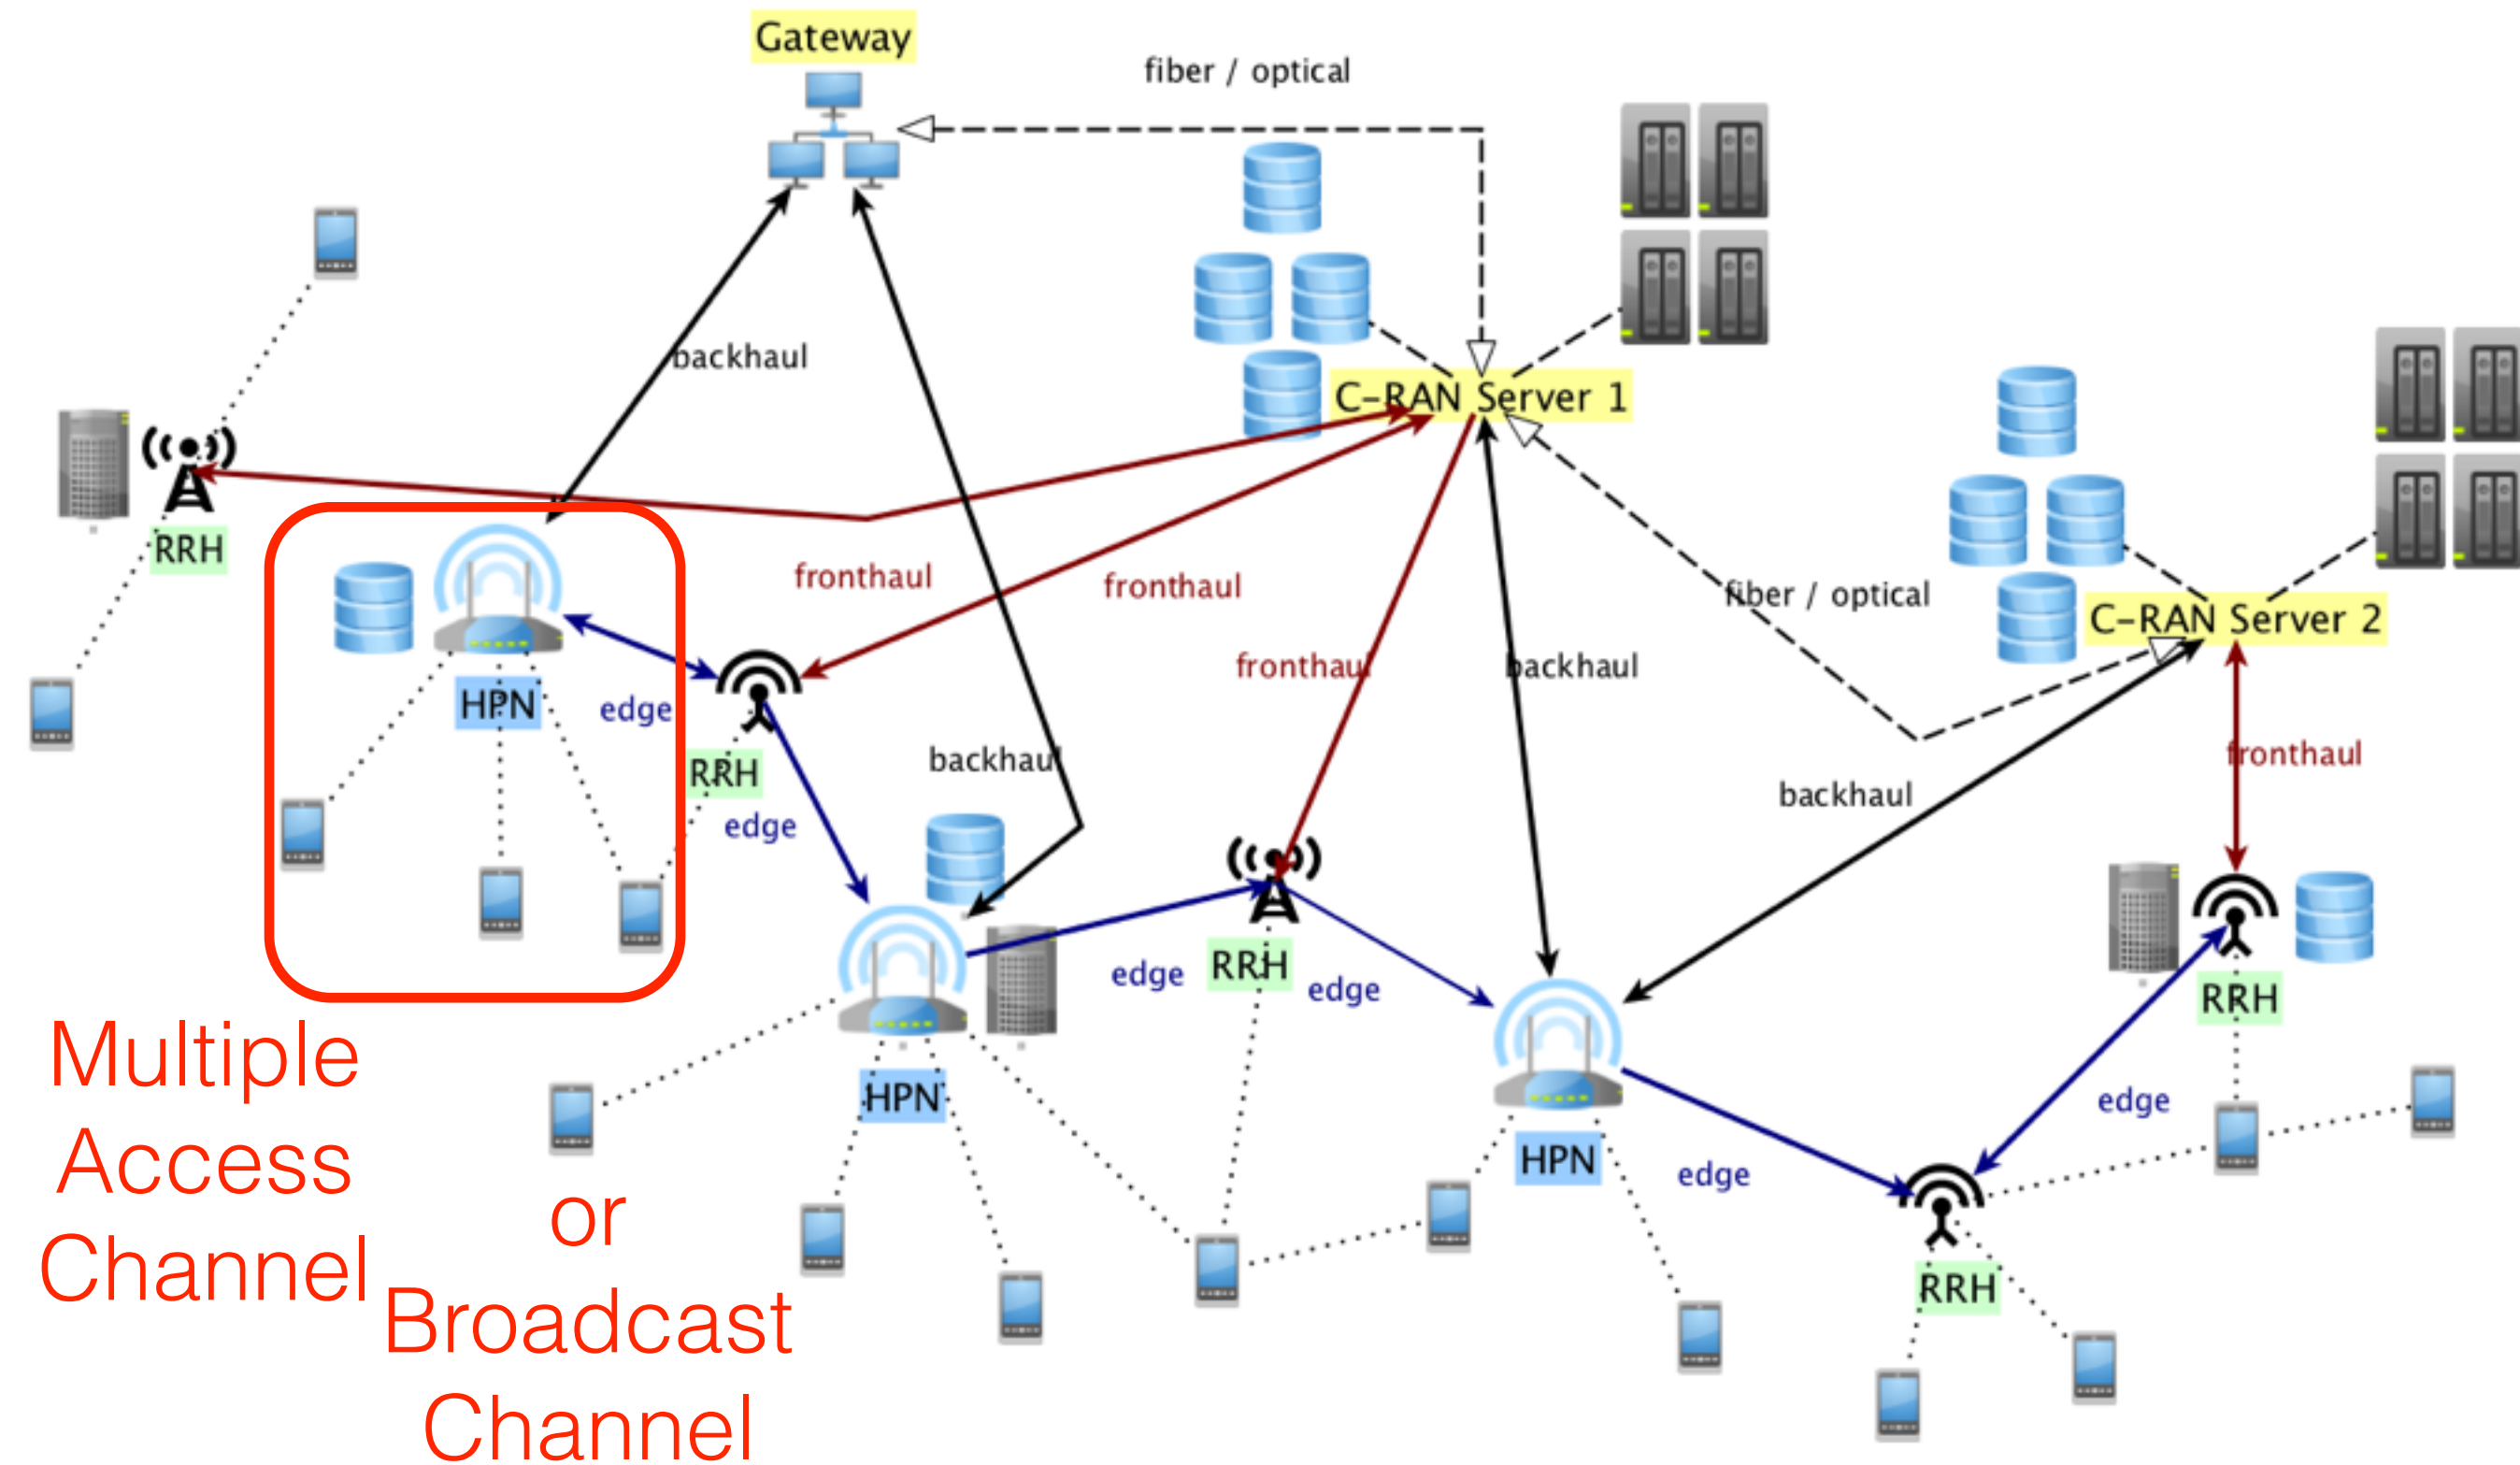 Gateway
fiber / optical
backhaul
C-RAN Server 1
RRH
fronthaul
fronthaul
fiber / optical
C-RAN Server 2
fronthaul
backhaul
HPN
edge
RRH
backhaul
fronthaul
backhaul
edge
RRH
edge
edge
RRH
HPN
edge
HPN
edge
RRH
Multiple
Access
Channel
or
Broadcast
Channel